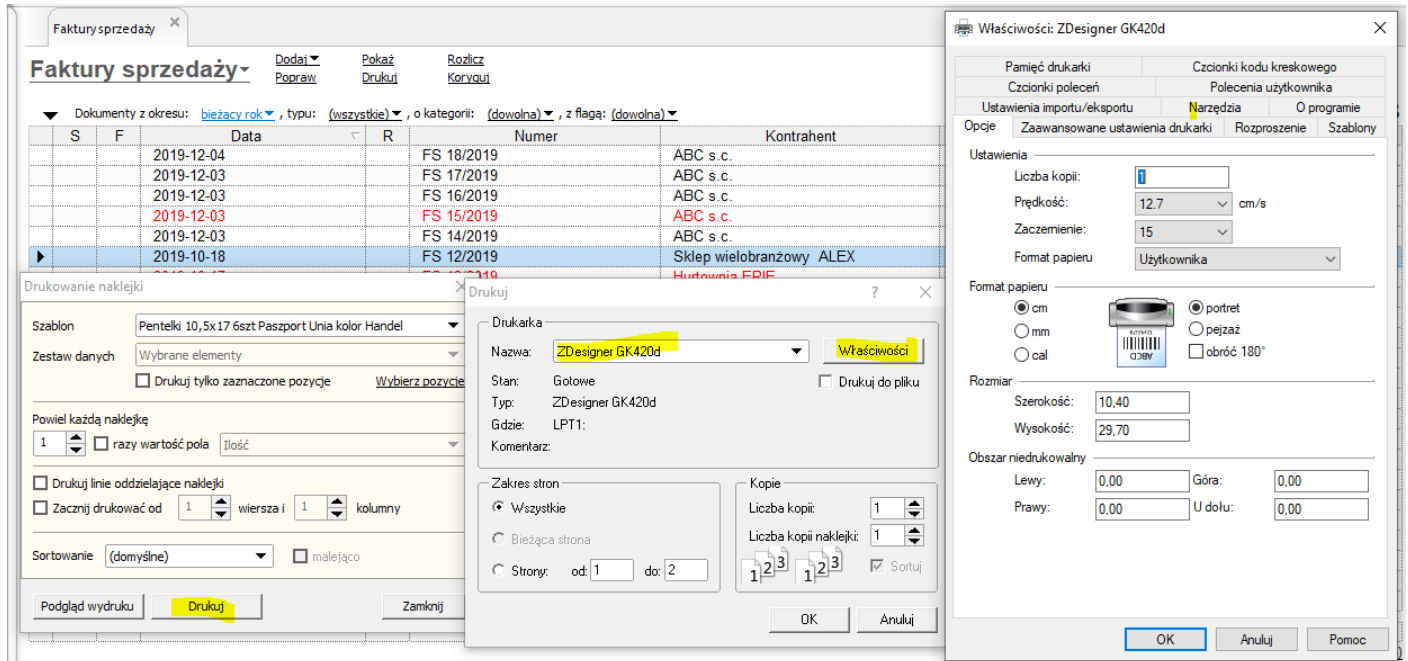 Faktury sprzedaży
Faktury sprzedaży
Dodaj Pokaż Rozlicz
Popraw Drukuj Koryguj
Dokumenty z okresu: bieżący rok , typu: (wszystkie) , o kategorii: (dowolna) , z flagą: (dowolna)
S F Data R Numer Kontrahent
2019-12-04 FS 18/2019 ABC s.c.
2019-12-03 FS 17/2019 ABC s.c.
2019-12-03 FS 16/2019 ABC s.c.
2019-12-03 FS 15/2019 ABC s.c.
2019-12-03 FS 14/2019 ABC s.c.
2019-10-18 FS 12/2019 Sklep wielobranżowy ALEX
Hurtownia ERIE
Drukowanie naklejki
Szablon Pentelki 10,5x17 6szt Paszport Unia kolor Handel
Zestaw danych Wybrane elementy
Drukuj tylko zaznaczone pozycje Wybierz pozycje
Powiel każdą naklejkę
1 razy wartość pola Ilość
Drukuj linie oddzielające naklejki
Zacznij drukować od 1 wiersza i 1 kolumny
Sortowanie (domyślne) malejąco
Podgląd wydruku Drukuj Zamknij
Drukuj ?
Drukarka
Nazwa: ZDesigner GK420d Właściwości
Stan: Gotowe Drukuj do pliku
Typ: ZDesigner GK420d
Gdzie: LPT1:
Komentarz:
Zakres stron
Wszystkie
Bieżąca strona
Strony: od: 1 do: 2
Kopie
Liczba kopii: 1
Liczba kopii naklejki: 1
1 2 3 1 2 3 Sortuj
OK Anuluj
Właściwości: ZDesigner GK420d
Pamięć drukarki Czcionki kodu kreskowego
Czcionki poleceń Polecenia użytkownika
Ustawienia importu/eksportu Narzędzia O programie
Opcje Zaawansowane ustawienia drukarki Rozproszenie Szablony
Ustawienia
Liczba kopii: 1
Prędkość: 12.7 cm/s
Zaczernienie: 15
Format papieru Użytkownika
Format papieru
cm portret
mm pejzaż
cal obróć 180°
ABCD
Rozmiar
Szerokość: 10,40
Wysokość: 29,70
Obszar niedrukowalny
Lewy: 0,00 Góra: 0,00
Prawy: 0,00 U dołu: 0,00
OK Anuluj Pomoc